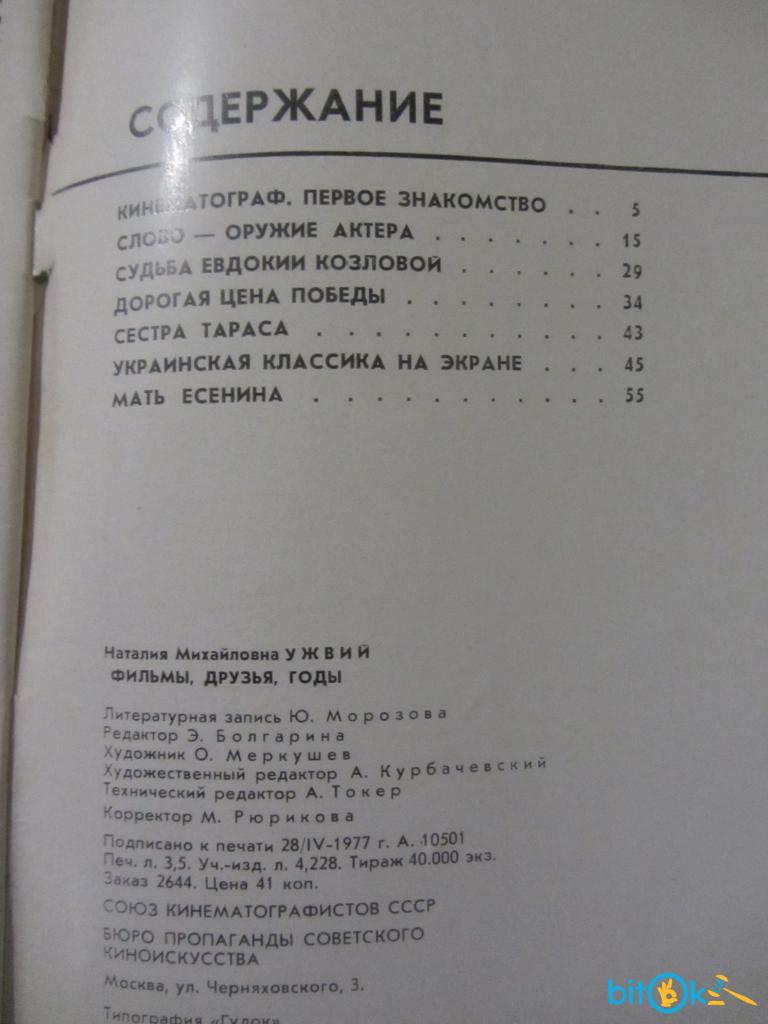 СОДЕРЖАНИЕ
КИНЕМАТОГРАФ. ПЕРВОЕ ЗНАКОМСТВО . . 5
СЛОВО — ОРУЖИЕ АКТЕРА . . . . . . 15
СУДЬБА ЕВДОКИИ КОЗЛОВОЙ . . . . . 29
ДОРОГАЯ ЦЕНА ПОБЕДЫ . . . . . . . 34
СЕСТРА ТАРАСА . . . . . . . . . . 43
УКРАИНСКАЯ КЛАССИКА НА ЭКРАНЕ . . . 45
МАТЬ ЕСЕНИНА . . . . . . . . . . 55
Наталия Михайловна УЖВИЙ
ФИЛЬМЫ, ДРУЗЬЯ, ГОДЫ
Литературная запись Ю. Морозова
Редактор Э. Болгарина
Художник О. Меркушев
Художественный редактор А. Курбачевский
Технический редактор А. Токер
Корректор М. Рюрикова
Подписано к печати 28/IV-1977 г. А. 10501
Печ. л. 3,5. Уч.-изд. л. 4,228. Тираж 40.000 экз.
Заказ 2644. Цена 41 коп.
СОЮЗ КИНЕМАТОГРАФИСТОВ СССР
БЮРО ПРОПАГАНДЫ СОВЕТСКОГО
КИНОИСКУССТВА
Москва, ул. Черняховского, 3.
Типография «Гудок»
bitOk